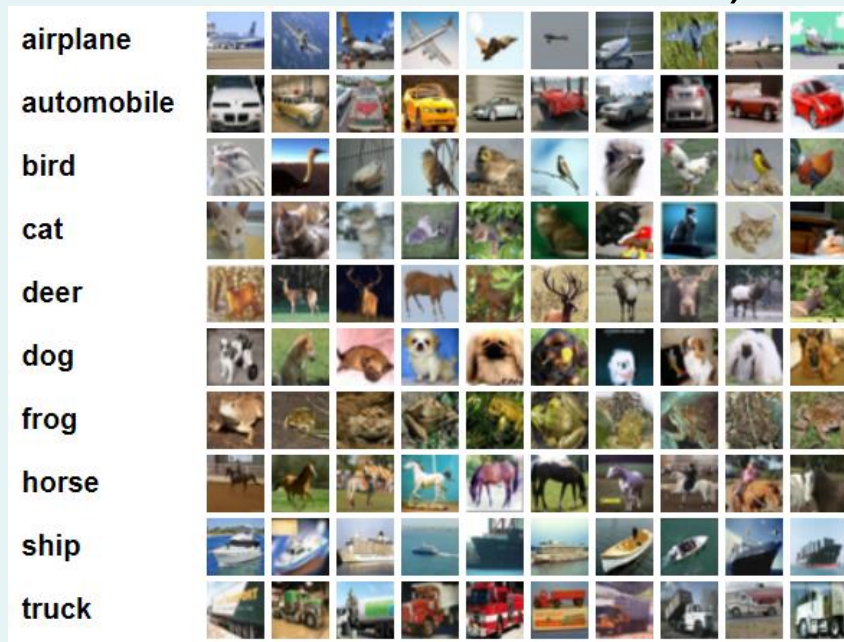 airplane
automobile
bird
cat
deer
dog
frog
horse
ship
truck